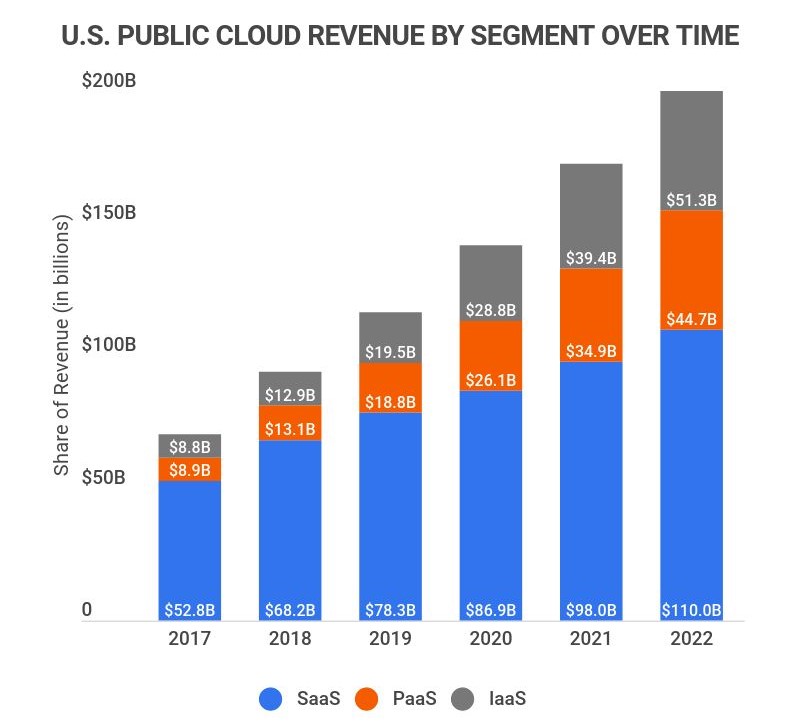 U.S. PUBLIC CLOUD REVENUE BY SEGMENT OVER TIME
$200B
$150B
$100B
$50B
0
Share of Revenue (in billions)
$8.8B
$8.9B
$52.8B
$12.9B
$13.1B
$68.2B
$19.5B
$18.8B
$78.3B
$28.8B
$26.1B
$86.9B
$39.4B
$34.9B
$98.0B
$51.3B
$44.7B
$110.0B
2017 2018 2019 2020 2021 2022
SaaS PaaS IaaS